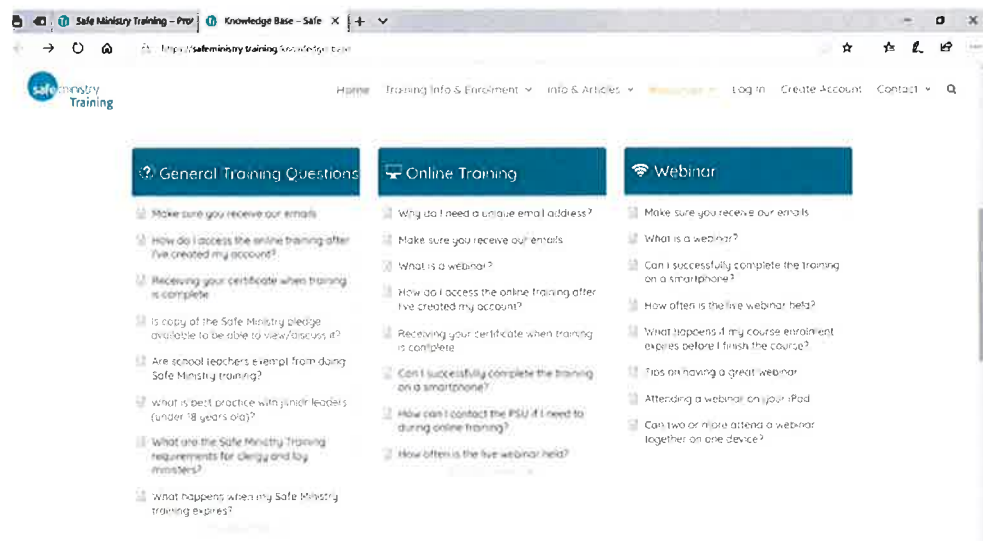 Safe Ministry Training – Pro
Knowledge Base – Safe
safeministry.training
safe ministry
Training
Home
Training Info & Enrolment
Info & Articles
Resources
Log In
Create Account
Contact
General Training Questions
Make sure you receive our emails
How do I access the online training after
I've created my account?
Receiving your certificate when training
is complete
Is copy of the Safe Ministry pledge
available to be able to view/discuss it?
Are school teachers exempt from doing
Safe Ministry training?
What is best practice with junior leaders
(under 18 years old)?
What are the Safe Ministry Training
requirements for clergy and lay
ministers?
What happens when my Safe Ministry
training expires?
Online Training
Why do I need a unique email address?
Make sure you receive our emails
What is a webinar?
How do I access the online training after
I've created my account?
Receiving your certificate when training
is complete
Can I successfully complete the training
on a smartphone?
How can I contact the PSU if I need to
during online training?
How often is the live webinar held?
Webinar
Make sure you receive our emails
What is a webinar?
Can I successfully complete the training
on a smartphone?
How often is the live webinar held?
What happens if my course enrolment
expires before I finish the course?
Tips on having a great webinar
Attending a webinar on your iPad
Can two or more attend a webinar
together on one device?